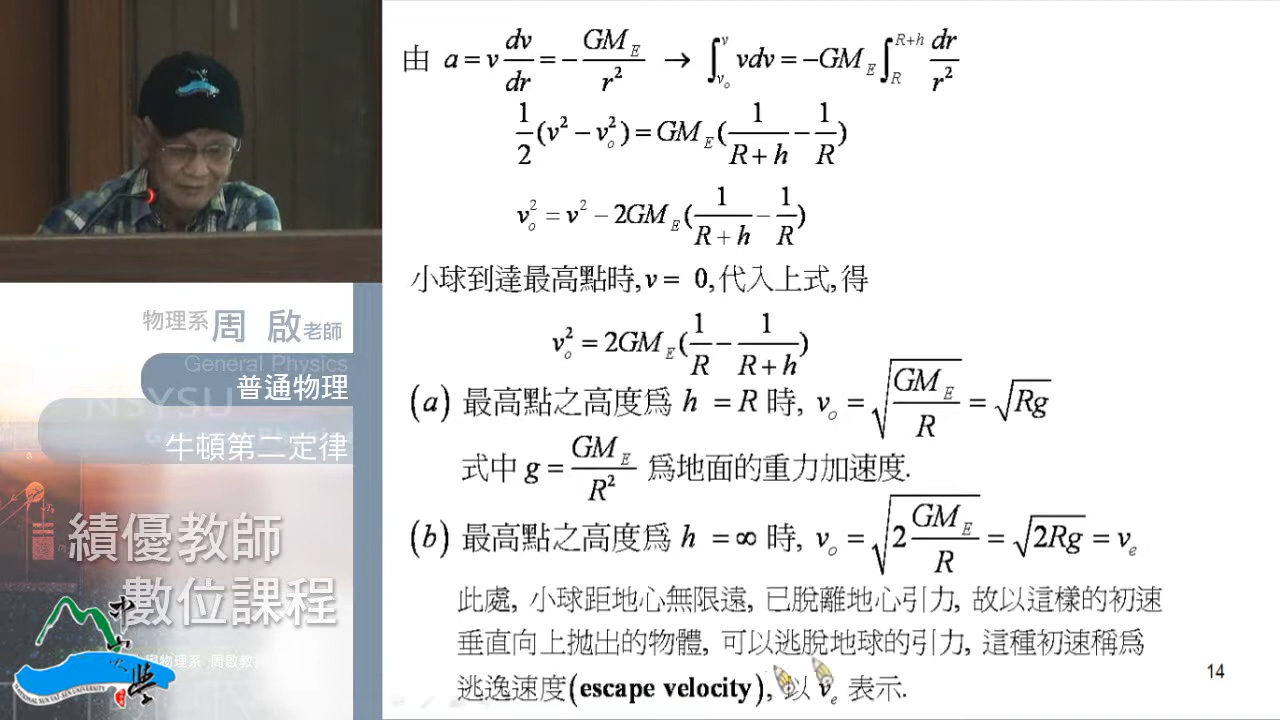 由 a = v dv/dr = − GM_E/r² → ∫_{v_o}^{v} vdv = −GM_E ∫_{R}^{R+h} dr/r²
1/2 (v² − v_o²) = GM_E (1/(R+h) − 1/R)
v_o² = v² − 2GM_E (1/(R+h) − 1/R)
小球到達最高點時, v = 0, 代入上式, 得
v_o² = 2GM_E (1/R − 1/(R+h))
(a) 最高點之高度爲 h = R 時, v_o = √(GM_E/R) = √(Rg)
式中 g = GM_E/R² 爲地面的重力加速度.
(b) 最高點之高度爲 h = ∞ 時, v_o = √(2 GM_E/R) = √(2Rg) = v_e
此處, 小球距地心無限遠, 已脫離地心引力, 故以這樣的初速
垂直向上拋出的物體, 可以逃脫地球的引力, 這種初速稱爲
逃逸速度(escape velocity), 以 v_e 表示.
14
物理系 周 啟 老師
General Physics
普通物理
NSYSU
牛頓第二定律
績優教師
數位課程
中山大學